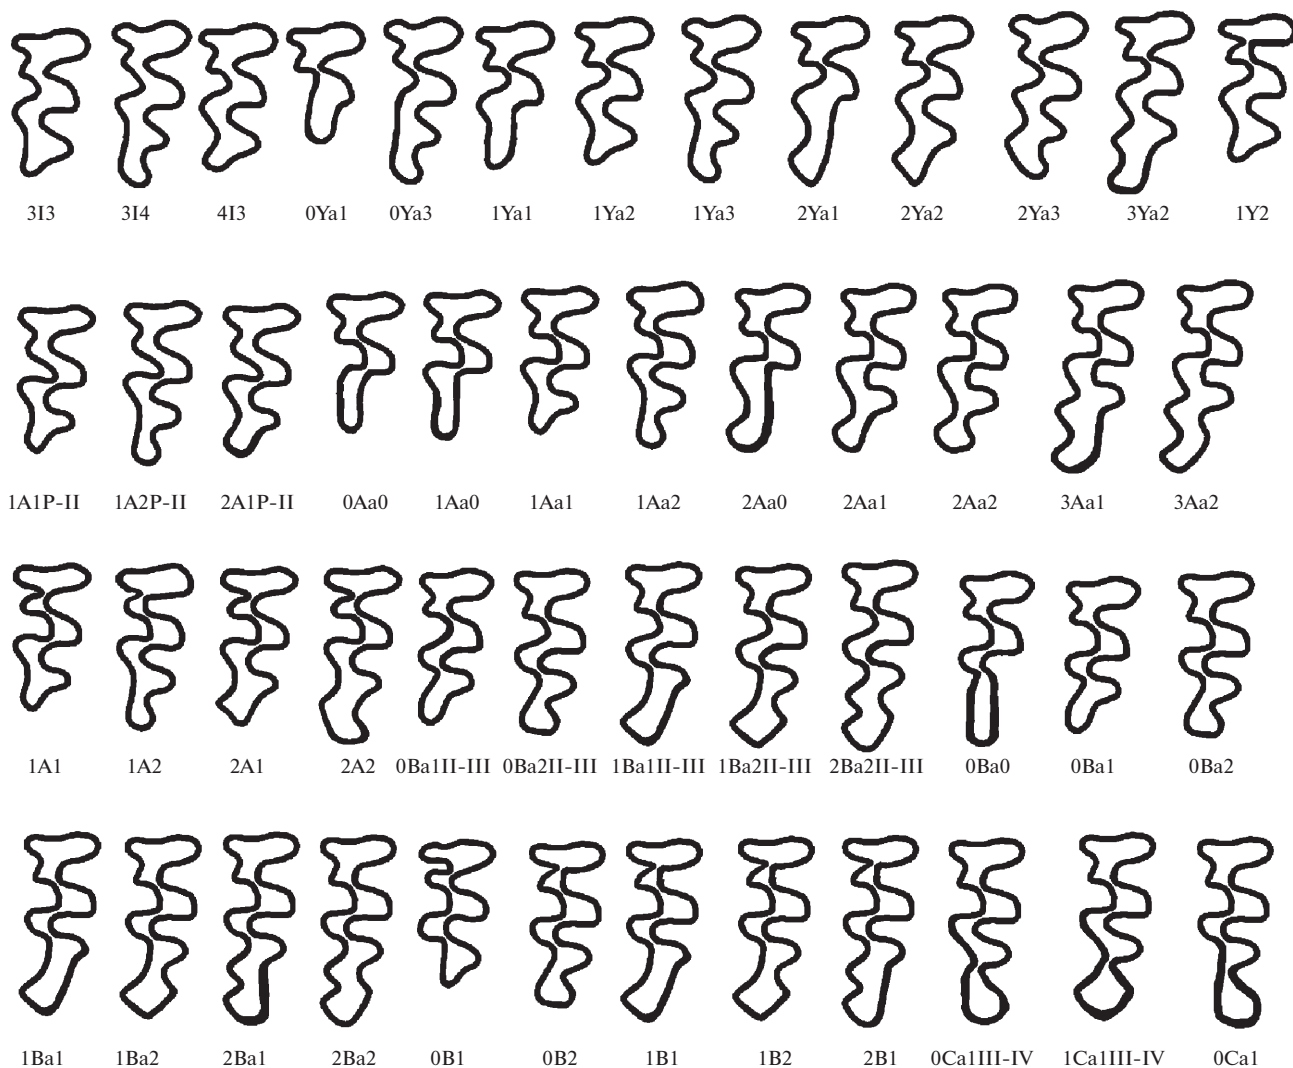 3I3 3I4 4I3 0Ya1 0Ya3 1Ya1 1Ya2 1Ya3 2Ya1 2Ya2 2Ya3 3Ya2 1Y2
1A1P-II 1A2P-II 2A1P-II 0Aa0 1Aa0 1Aa1 1Aa2 2Aa0 2Aa1 2Aa2 3Aa1 3Aa2
1A1 1A2 2A1 2A2 0Ba1II-III 0Ba2II-III 1Ba1II-III 1Ba2II-III 2Ba2II-III 0Ba0 0Ba1 0Ba2
1Ba1 1Ba2 2Ba1 2Ba2 0B1 0B2 1B1 1B2 2B1 0Ca1III-IV 1Ca1III-IV 0Ca1